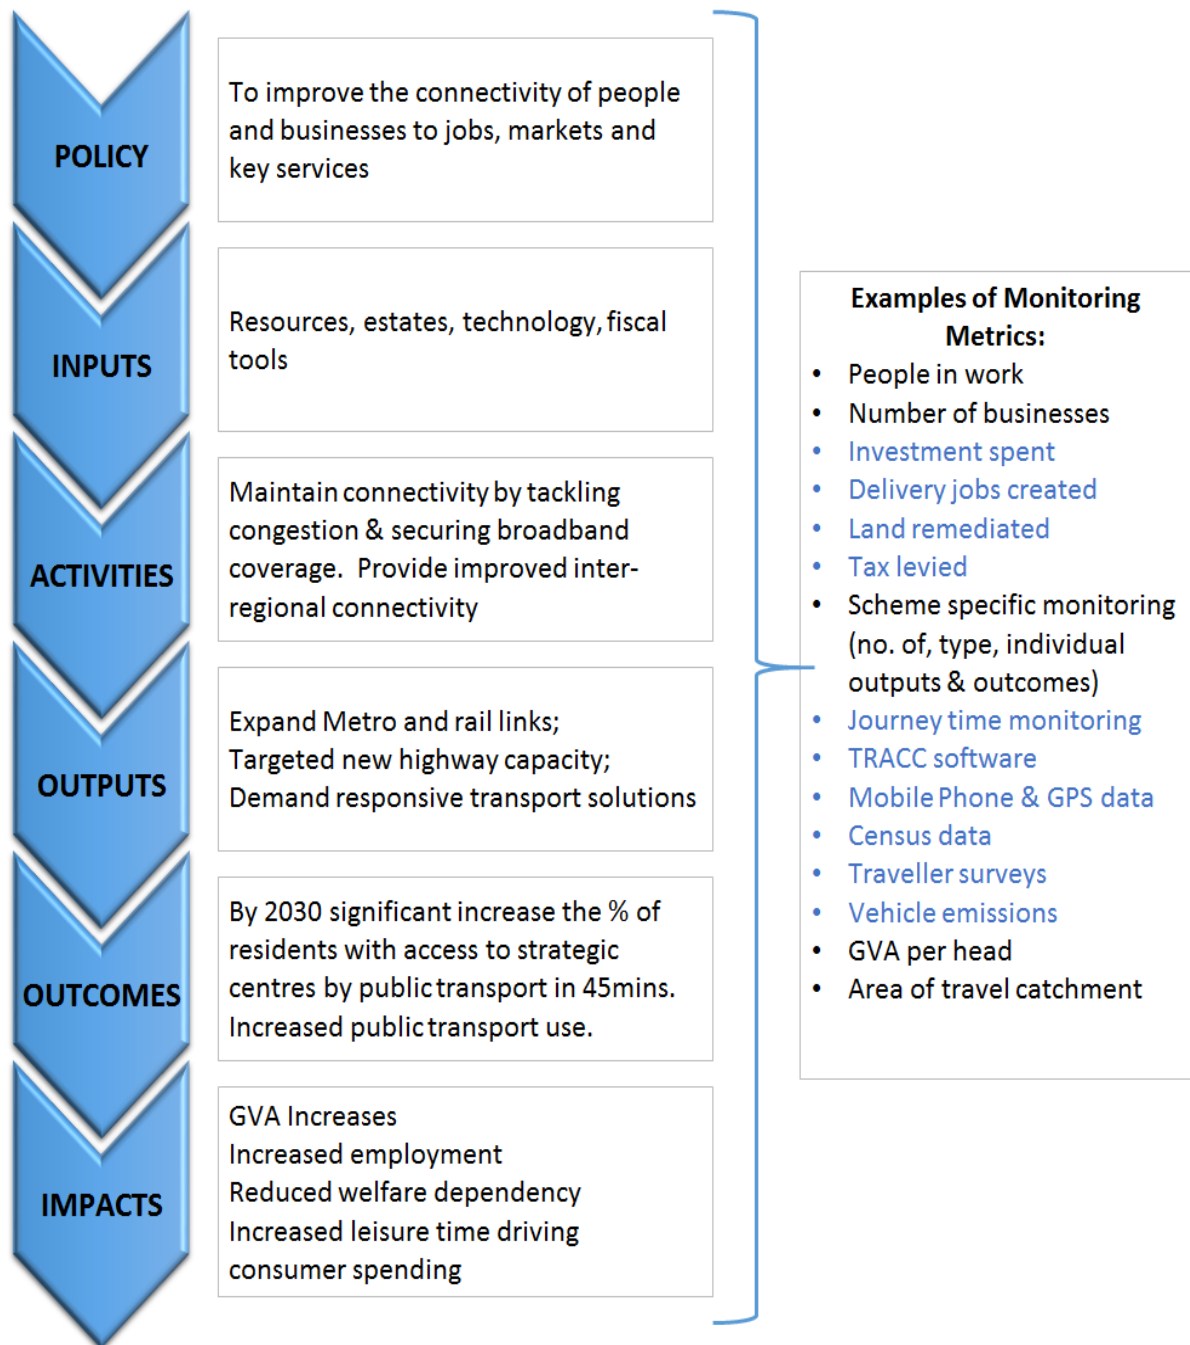 POLICY
To improve the connectivity of people
and businesses to jobs, markets and
key services
INPUTS
Resources, estates, technology, fiscal
tools
ACTIVITIES
Maintain connectivity by tackling
congestion & securing broadband
coverage.  Provide improved inter-
regional connectivity
OUTPUTS
Expand Metro and rail links;
Targeted new highway capacity;
Demand responsive transport solutions
OUTCOMES
By 2030 significant increase the % of
residents with access to strategic
centres by public transport in 45mins.
Increased public transport use.
IMPACTS
GVA Increases
Increased employment
Reduced welfare dependency
Increased leisure time driving
consumer spending
Examples of Monitoring
Metrics:
• People in work
• Number of businesses
• Investment spent
• Delivery jobs created
• Land remediated
• Tax levied
• Scheme specific monitoring
(no. of, type, individual
outputs & outcomes)
• Journey time monitoring
• TRACC software
• Mobile Phone & GPS data
• Census data
• Traveller surveys
• Vehicle emissions
• GVA per head
• Area of travel catchment